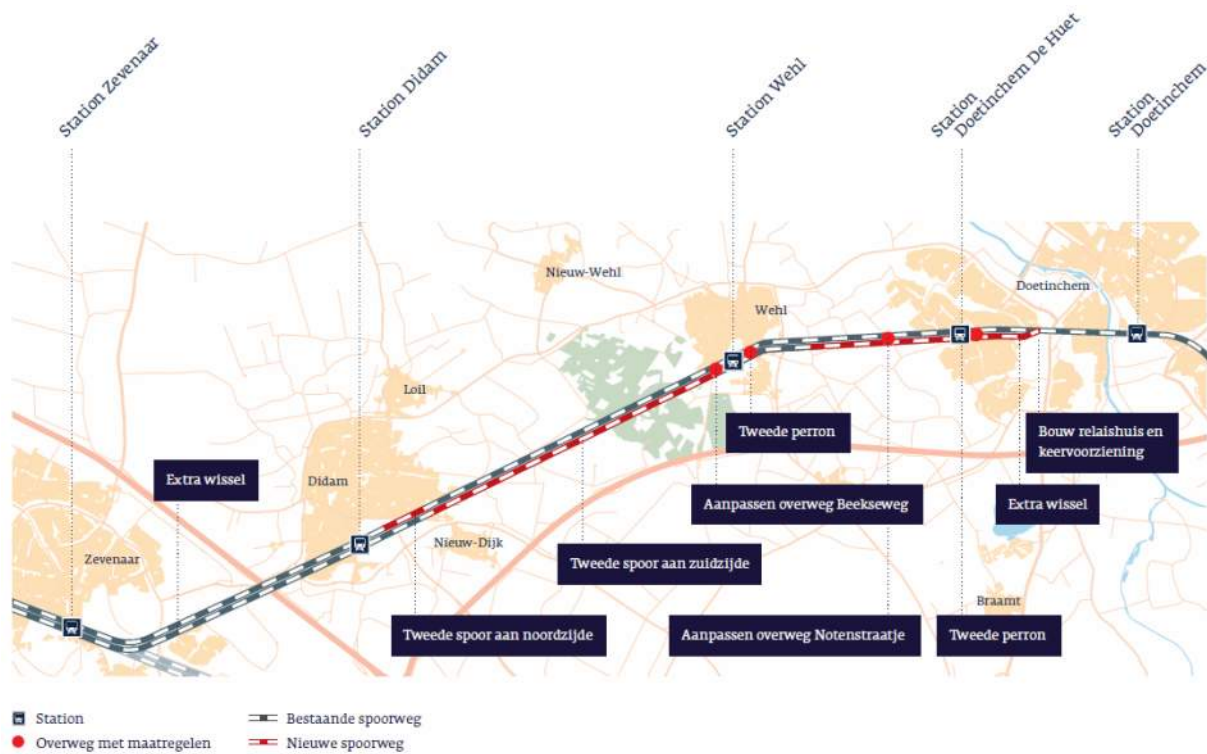 Station Zevenaar
Station Didam
Station Wehl
Station
Doetinchem De Huet
Station
Doetinchem
Nieuw-Wehl
Doetinchem
Wehl
Loil
Tweede perron
Bouw relaishuis en
keervoorziening
Extra wissel
Didam
Aanpassen overweg Beekseweg
Extra wissel
Nieuw-Dijk
Zevenaar
Tweede spoor aan zuidzijde
Braamt
Tweede spoor aan noordzijde
Aanpassen overweg Notenstraatje
Tweede perron
Station
Bestaande spoorweg
Overweg met maatregelen
Nieuwe spoorweg